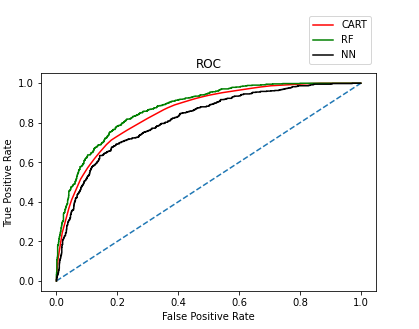 CART
RF
NN
ROC
True Positive Rate
1.0
0.8
0.6
0.4
0.2
0.0
0.0 0.2 0.4 0.6 0.8 1.0
False Positive Rate